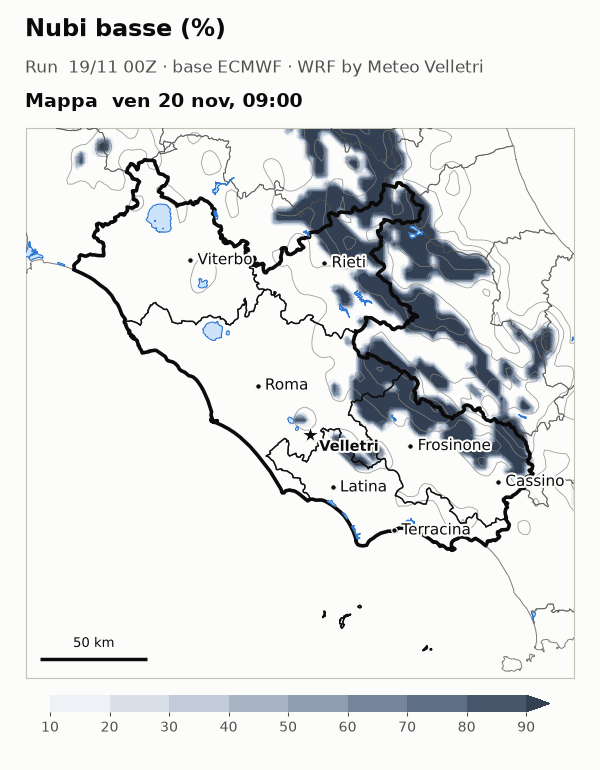 Nubi basse (%)
Run  19/11 00Z · base ECMWF · WRF by Meteo Velletri
Mappa  ven 20 nov, 09:00
Viterbo
Rieti
Roma
Velletri
Frosinone
Latina
Cassino
Terracina
50 km
10 20 30 40 50 60 70 80 90